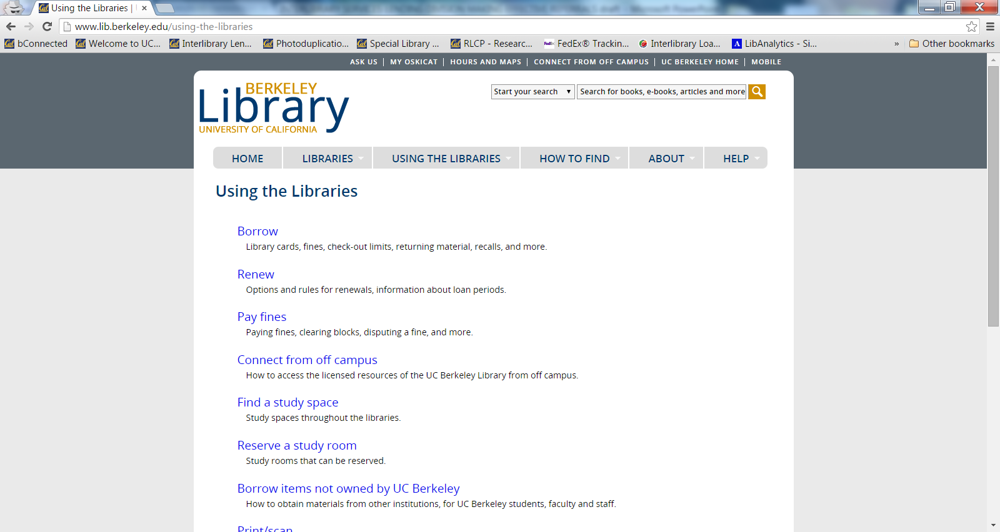 Using the Libraries |
www.lib.berkeley.edu/using-the-libraries
bConnected Welcome to UC... Interlibrary Len... Photoduplicatio... Special Library ... RLCP - Researc... FedEx® Trackin... Interlibrary Loa... LibAnalytics - Si... » Other bookmarks
ASK US | MY OSKICAT | HOURS AND MAPS | CONNECT FROM OFF CAMPUS | UC BERKELEY HOME | MOBILE
BERKELEY
Library
UNIVERSITY OF CALIFORNIA
Start your search Search for books, e-books, articles and more
HOME LIBRARIES USING THE LIBRARIES HOW TO FIND ABOUT HELP
Using the Libraries
Borrow
Library cards, fines, check-out limits, returning material, recalls, and more.
Renew
Options and rules for renewals, information about loan periods.
Pay fines
Paying fines, clearing blocks, disputing a fine, and more.
Connect from off campus
How to access the licensed resources of the UC Berkeley Library from off campus.
Find a study space
Study spaces throughout the libraries.
Reserve a study room
Study rooms that can be reserved.
Borrow items not owned by UC Berkeley
How to obtain materials from other institutions, for UC Berkeley students, faculty and staff.
Print/scan